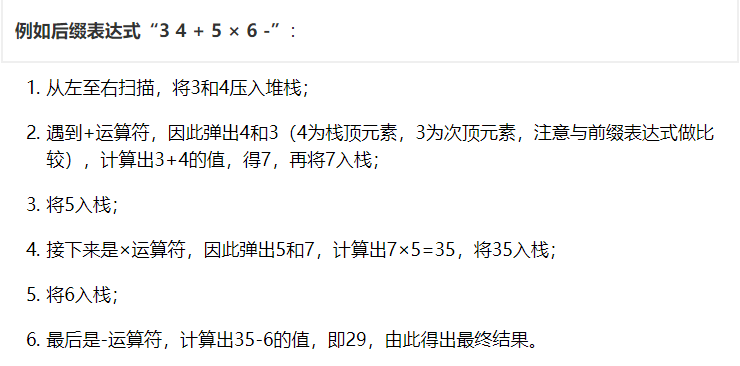 例如后缀表达式“3 4 + 5 × 6 -”：
1. 从左至右扫描，将3和4压入堆栈；
2. 遇到+运算符，因此弹出4和3（4为栈顶元素，3为次顶元素，注意与前缀表达式做比
较），计算出3+4的值，得7，再将7入栈；
3. 将5入栈；
4. 接下来是×运算符，因此弹出5和7，计算出7×5=35，将35入栈；
5. 将6入栈；
6. 最后是-运算符，计算出35-6的值，即29，由此得出最终结果。